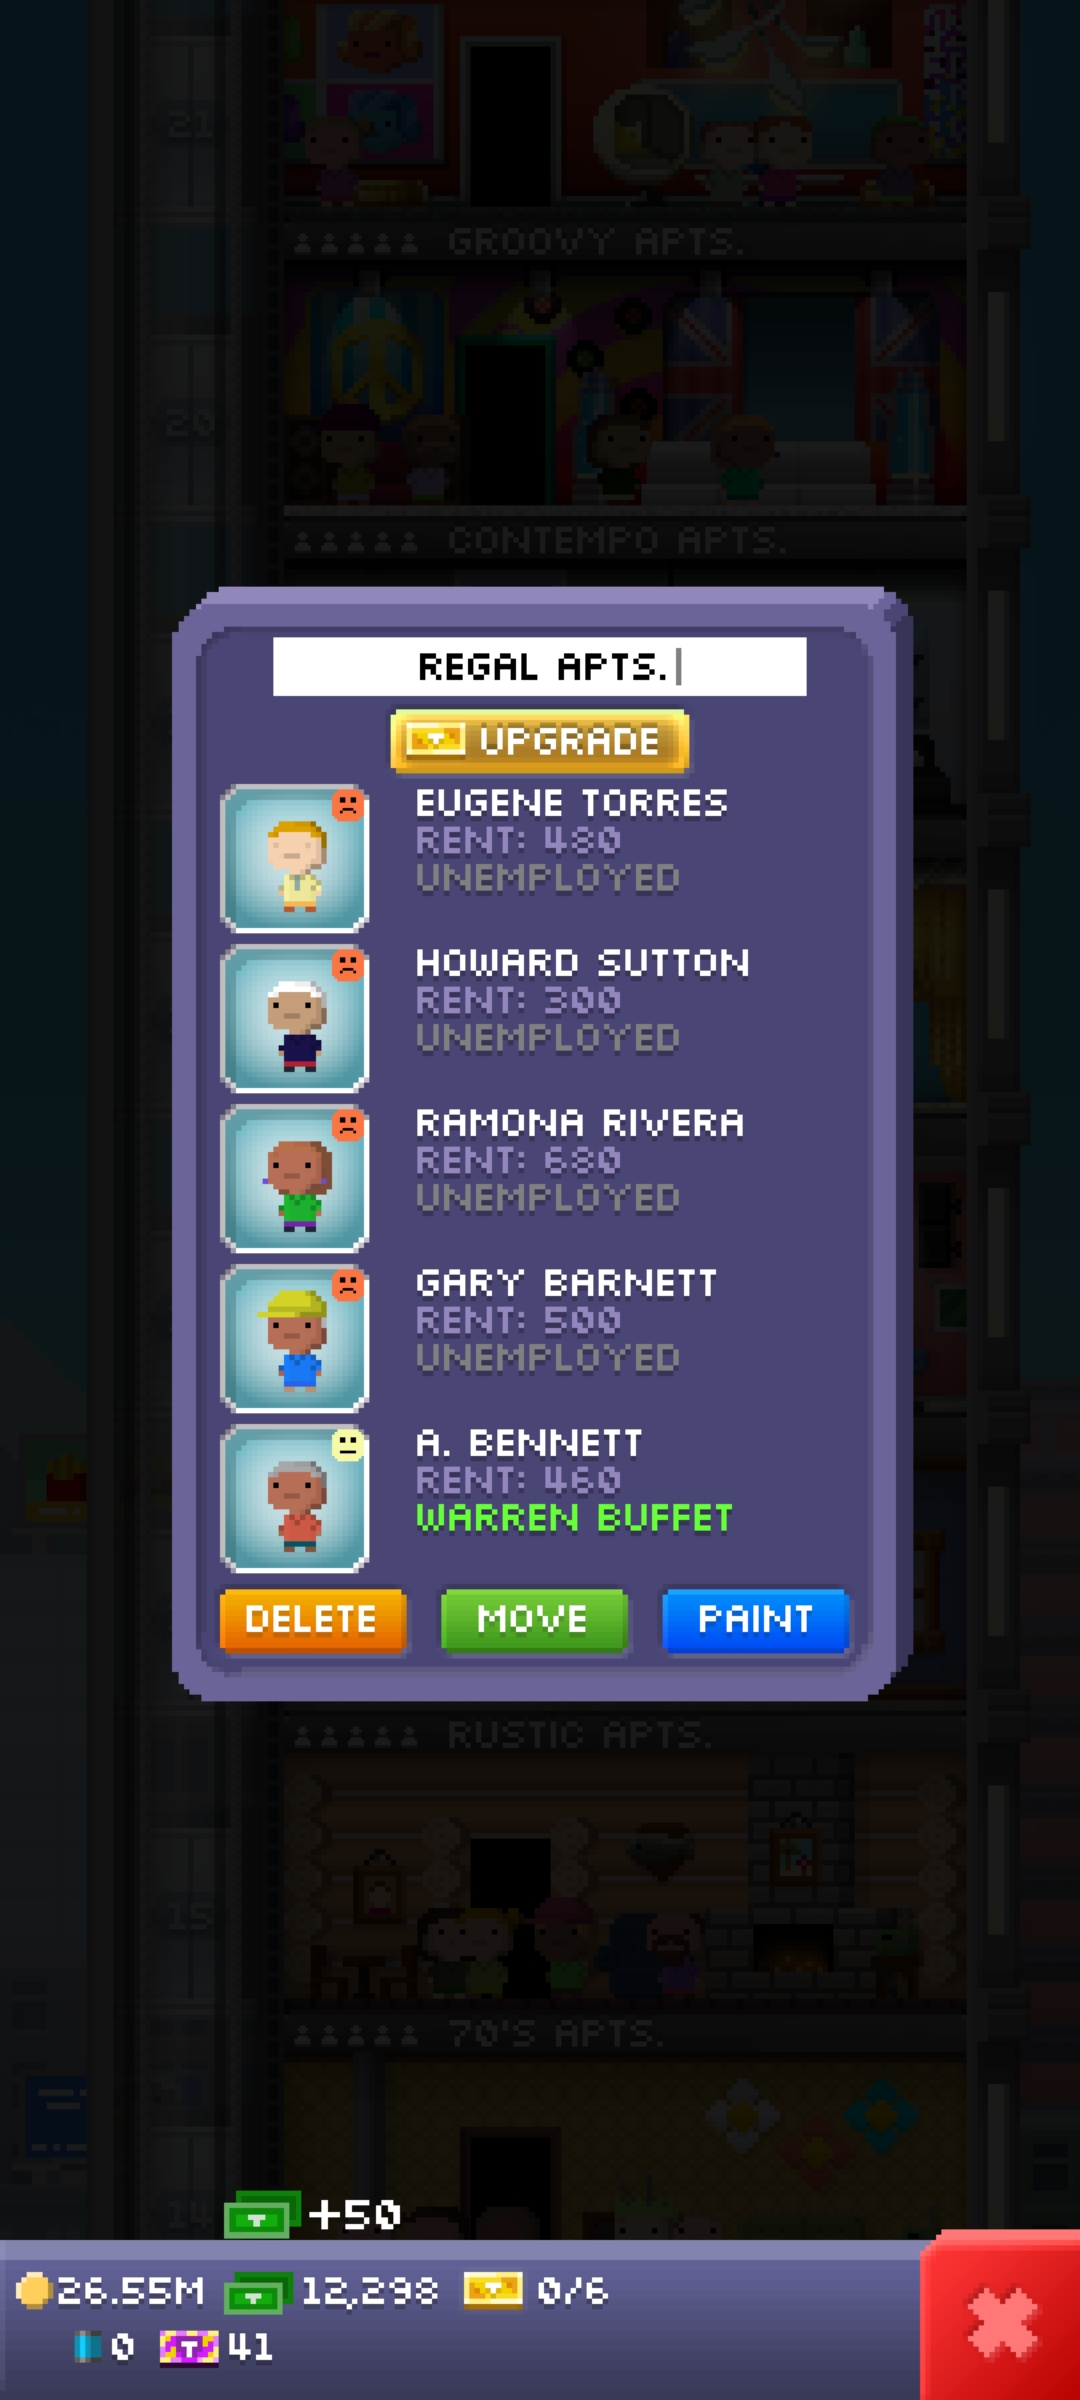 21
GROOVY APTS.
20
CONTEMPO APTS.
REGAL APTS.
UPGRADE
EUGENE TORRES
RENT: 480
UNEMPLOYED
HOWARD SUTTON
RENT: 300
UNEMPLOYED
RAMONA RIVERA
RENT: 680
UNEMPLOYED
GARY BARNETT
RENT: 500
UNEMPLOYED
A. BENNETT
RENT: 460
WARREN BUFFET
DELETE
MOVE
PAINT
RUSTIC APTS.
15
70'S APTS.
14
+50
26.55M
12,298
0/6
0
41